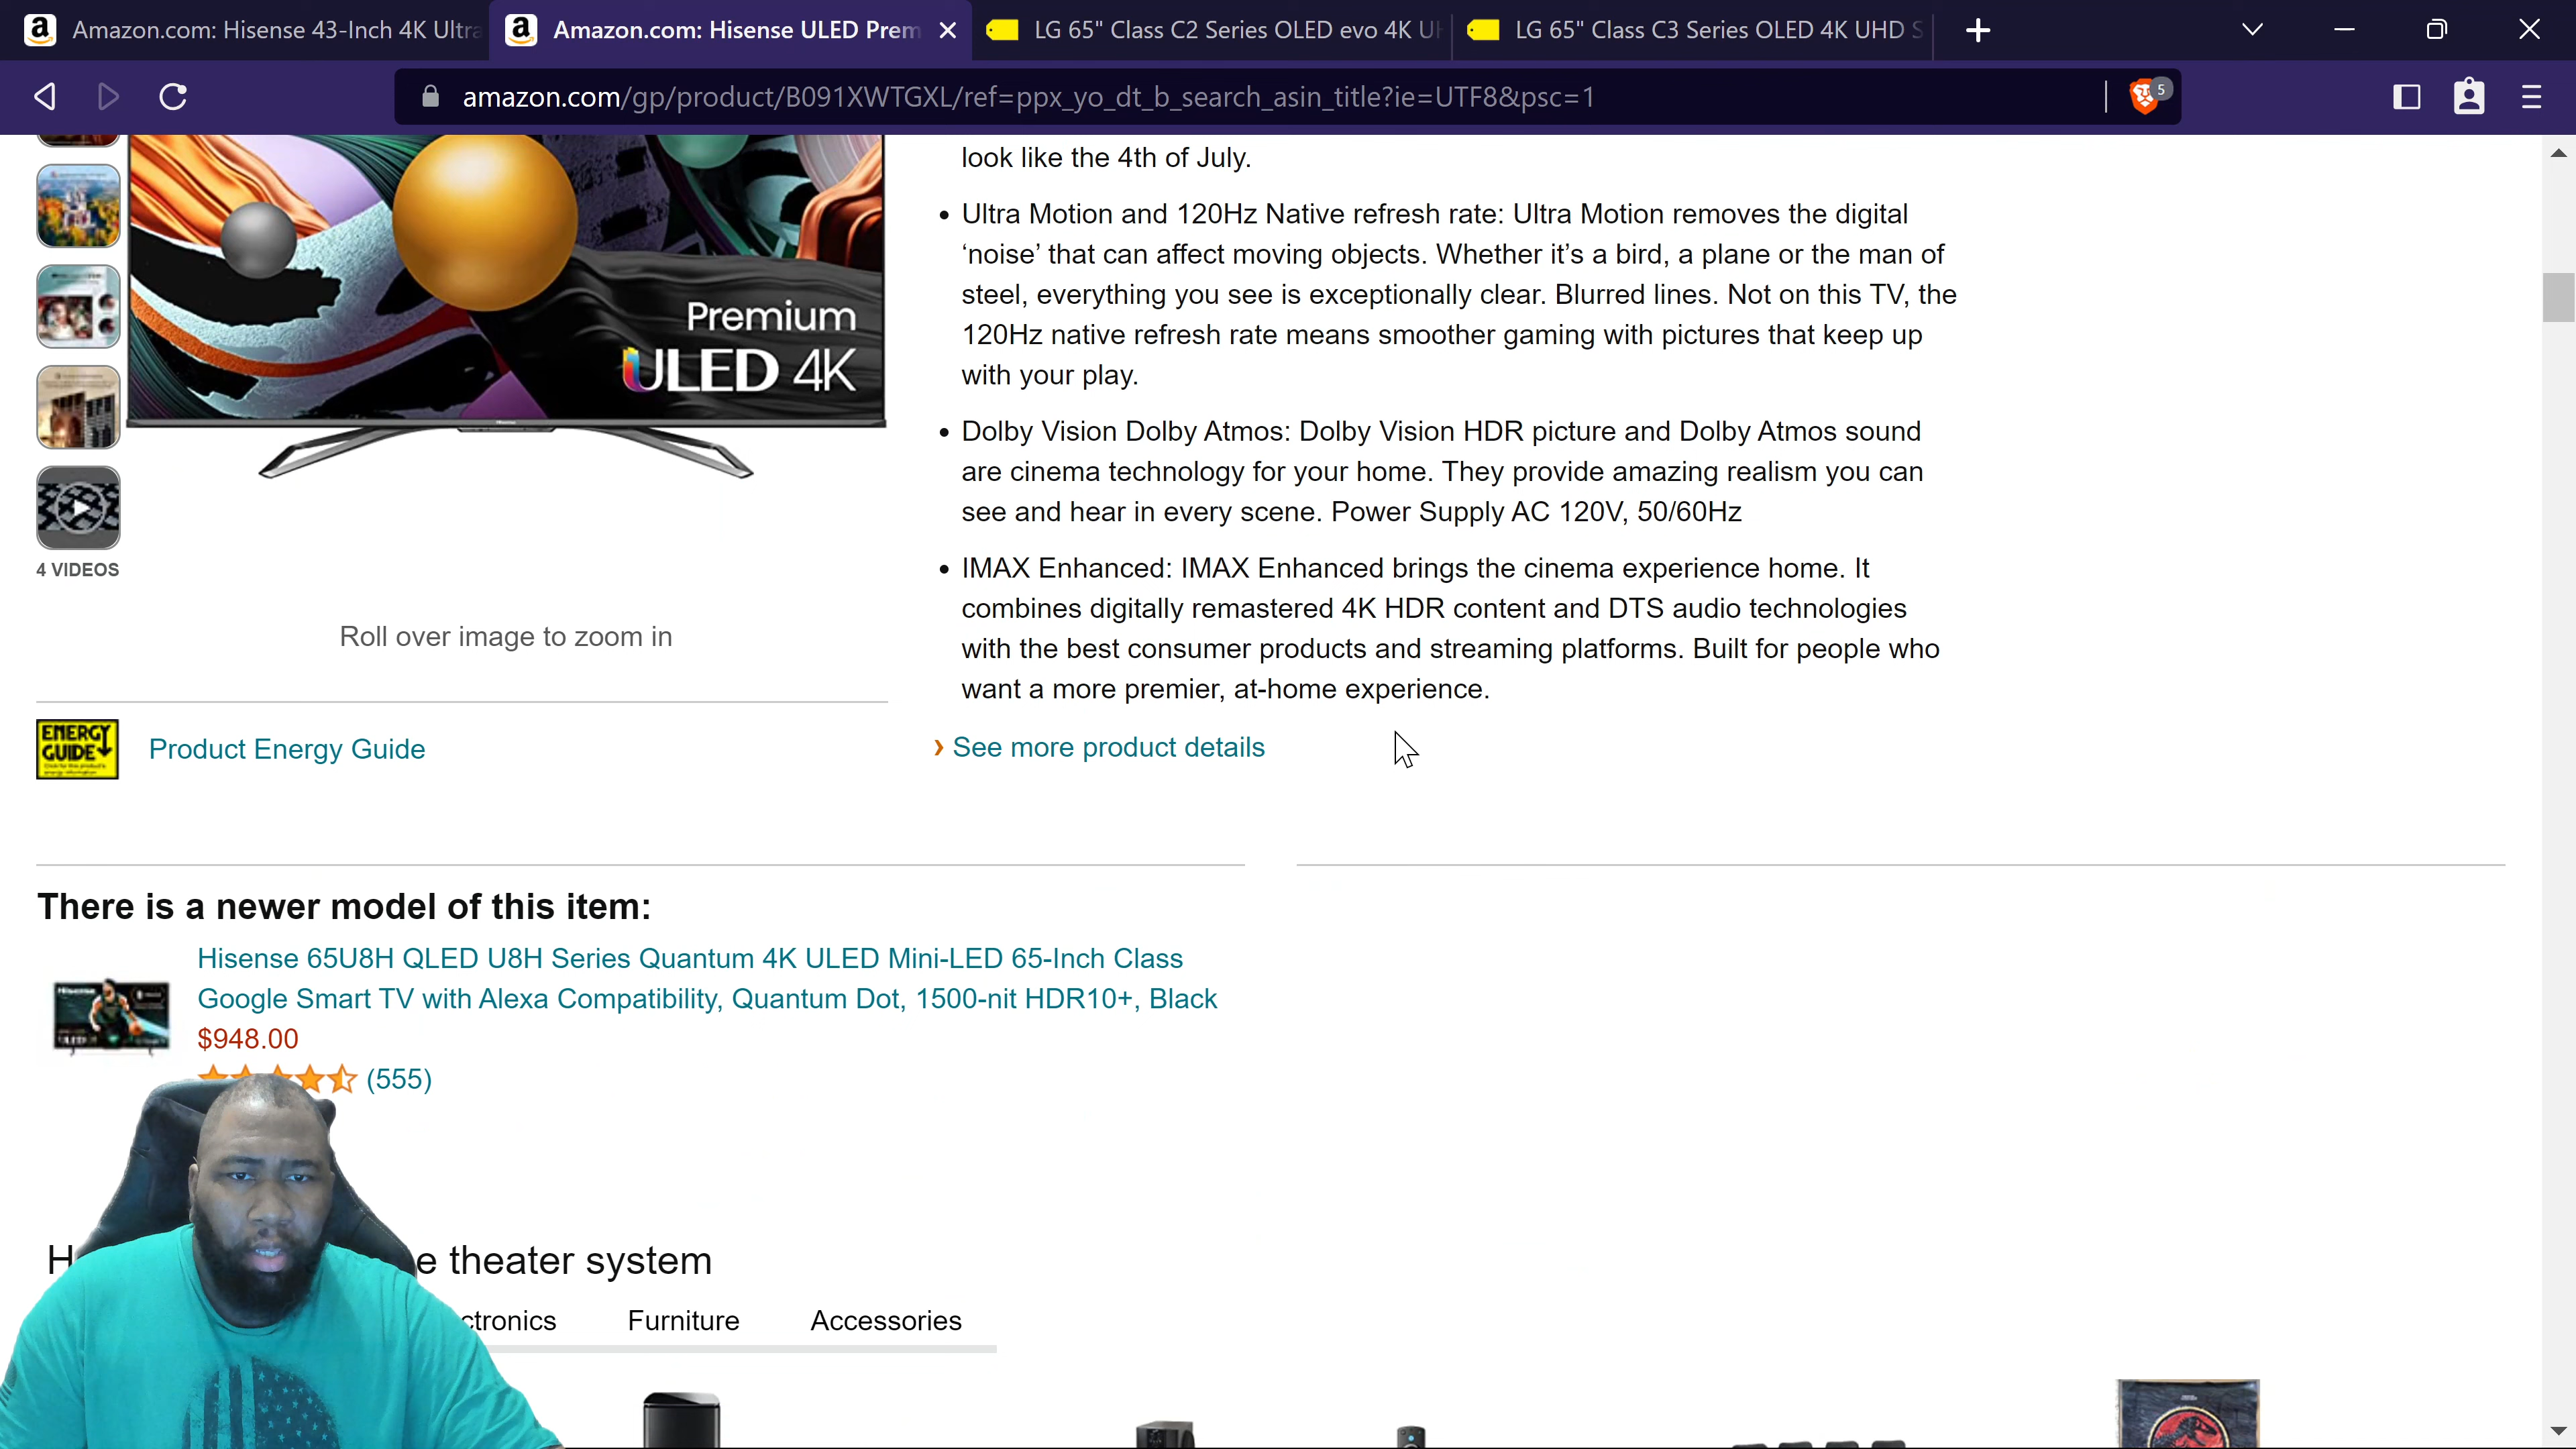 Amazon.com: Hisense 43-Inch 4K Ultra
Amazon.com: Hisense ULED Prem
LG 65" Class C2 Series OLED evo 4K UH
LG 65" Class C3 Series OLED 4K UHD S
amazon.com/gp/product/B091XWTGXL/ref=ppx_yo_dt_b_search_asin_title?ie=UTF8&psc=1
5
look like the 4th of July.
• Ultra Motion and 120Hz Native refresh rate: Ultra Motion removes the digital
‘noise’ that can affect moving objects. Whether it’s a bird, a plane or the man of
steel, everything you see is exceptionally clear. Blurred lines. Not on this TV, the
120Hz native refresh rate means smoother gaming with pictures that keep up
with your play.
• Dolby Vision Dolby Atmos: Dolby Vision HDR picture and Dolby Atmos sound
are cinema technology for your home. They provide amazing realism you can
see and hear in every scene. Power Supply AC 120V, 50/60Hz
• IMAX Enhanced: IMAX Enhanced brings the cinema experience home. It
combines digitally remastered 4K HDR content and DTS audio technologies
with the best consumer products and streaming platforms. Built for people who
want a more premier, at-home experience.
› See more product details
Premium
ULED 4K
4 VIDEOS
Roll over image to zoom in
ENERGY
GUIDE
Product Energy Guide
There is a newer model of this item:
Hisense 65U8H QLED U8H Series Quantum 4K ULED Mini-LED 65-Inch Class
Google Smart TV with Alexa Compatibility, Quantum Dot, 1500-nit HDR10+, Black
$948.00
(555)
H e theater system
ctronics Furniture Accessories